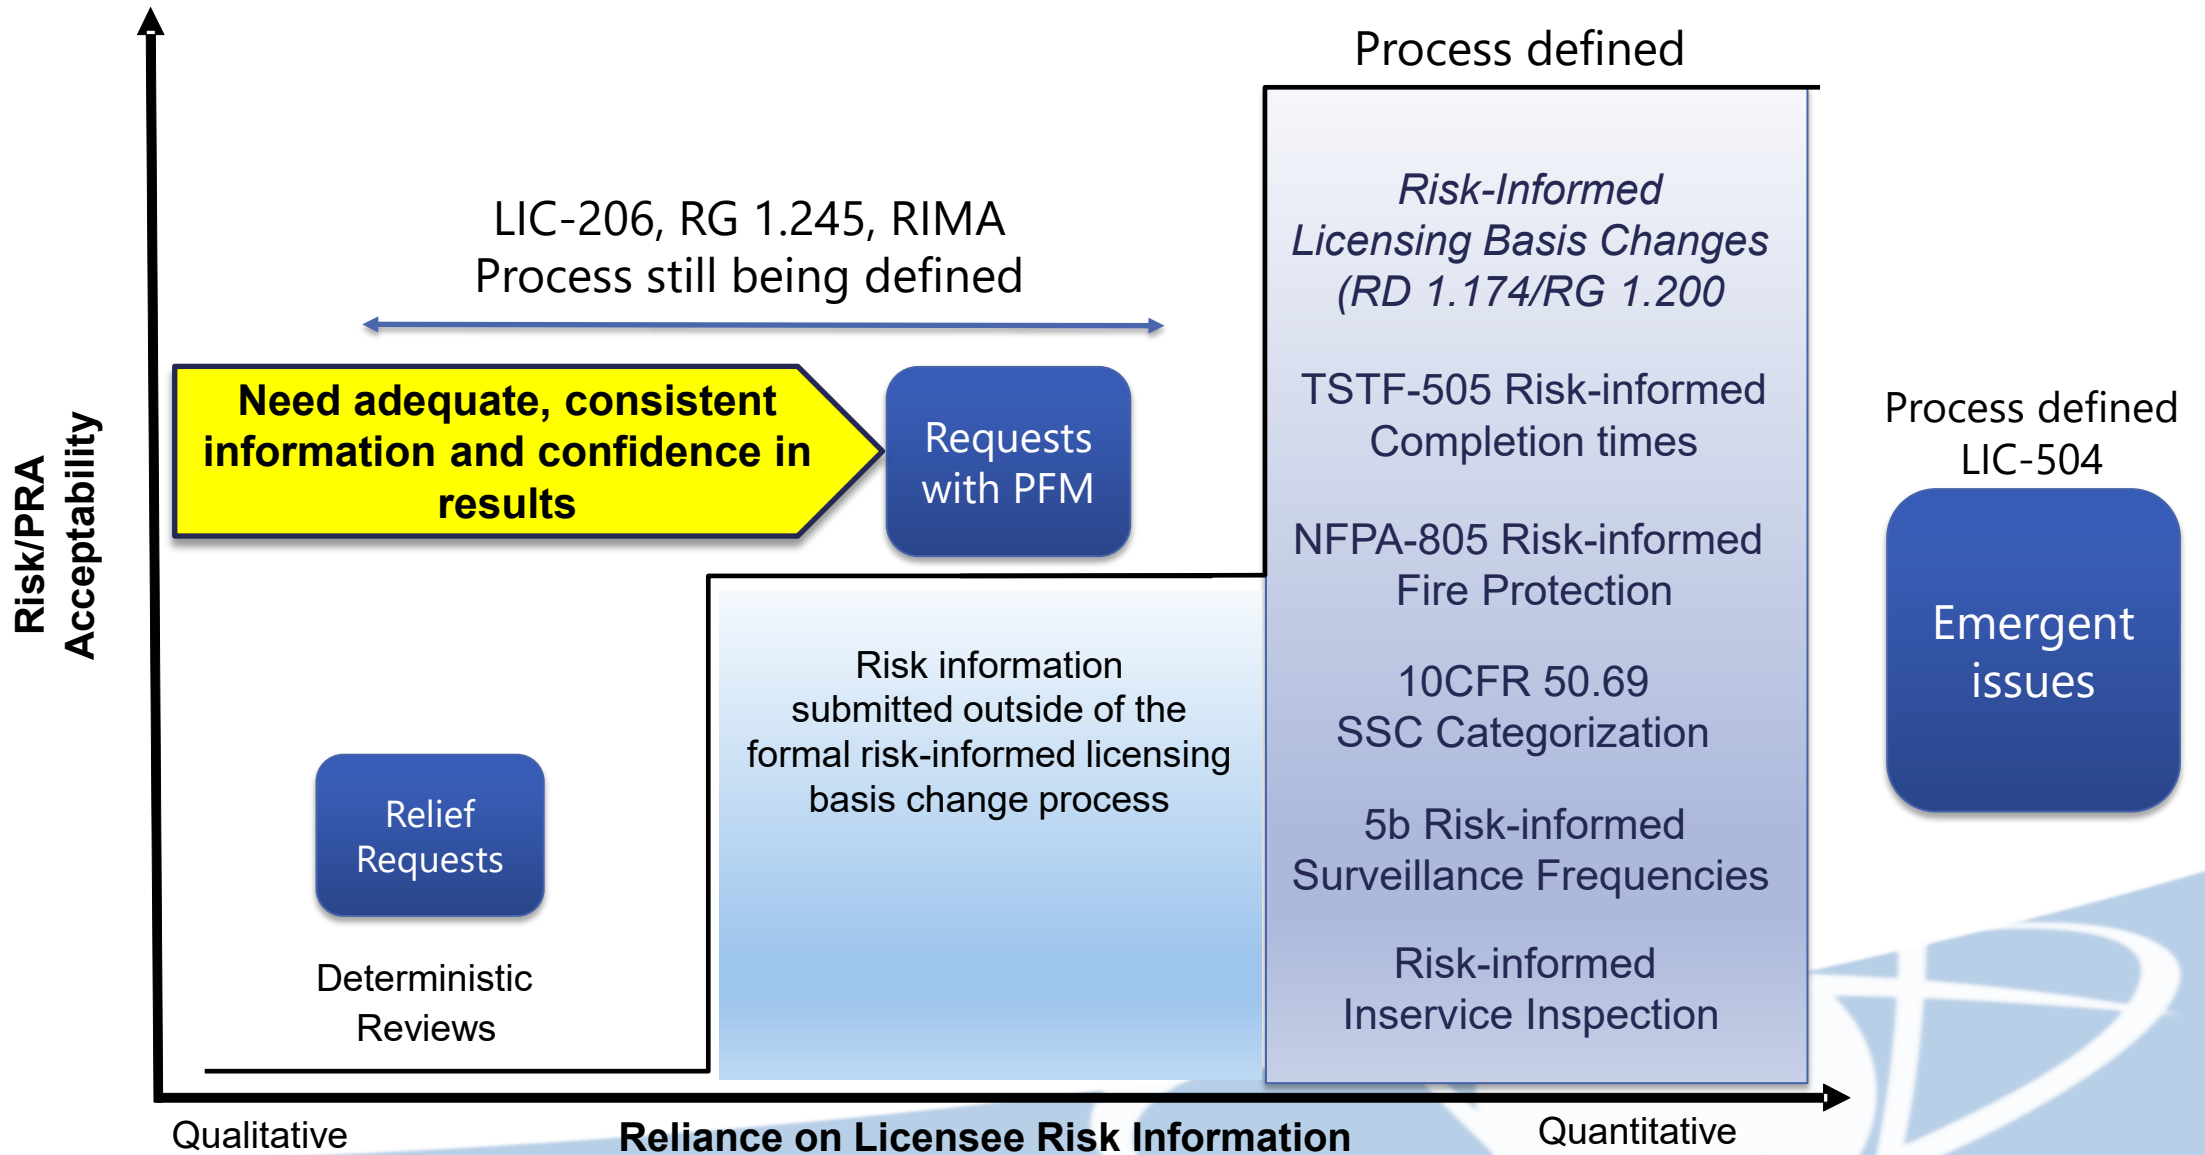 Process defined
LIC-206, RG 1.245, RIMA
Process still being defined
Need adequate, consistent
information and confidence in
results
Requests
with PFM
Risk-Informed
Licensing Basis Changes
(RD 1.174/RG 1.200
TSTF-505 Risk-informed
Completion times
NFPA-805 Risk-informed
Fire Protection
10CFR 50.69
SSC Categorization
5b Risk-informed
Surveillance Frequencies
Risk-informed
Inservice Inspection
Process defined
LIC-504
Emergent
issues
Risk/PRA
Acceptability
Risk information
submitted outside of the
formal risk-informed licensing
basis change process
Relief
Requests
Deterministic
Reviews
Qualitative
Reliance on Licensee Risk Information
Quantitative